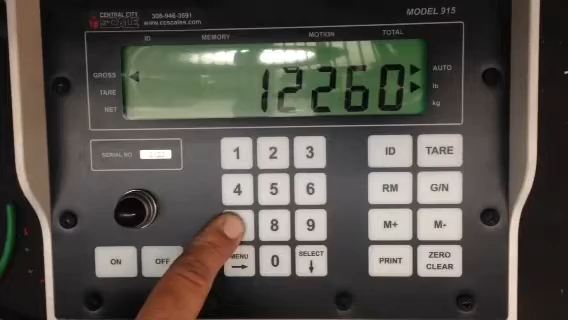 CENTRAL CITY
SCALE
308-946-3591
www.ccscales.com
MODEL 915
ID MEMORY MOTION TOTAL
GROSS
TARE
NET
12260
AUTO
lb
kg
SERIAL NO
1 2 3
4 5 6
8 9
MENU 0 SELECT
ID TARE
RM G/N
M+ M-
PRINT ZERO CLEAR
ON OFF